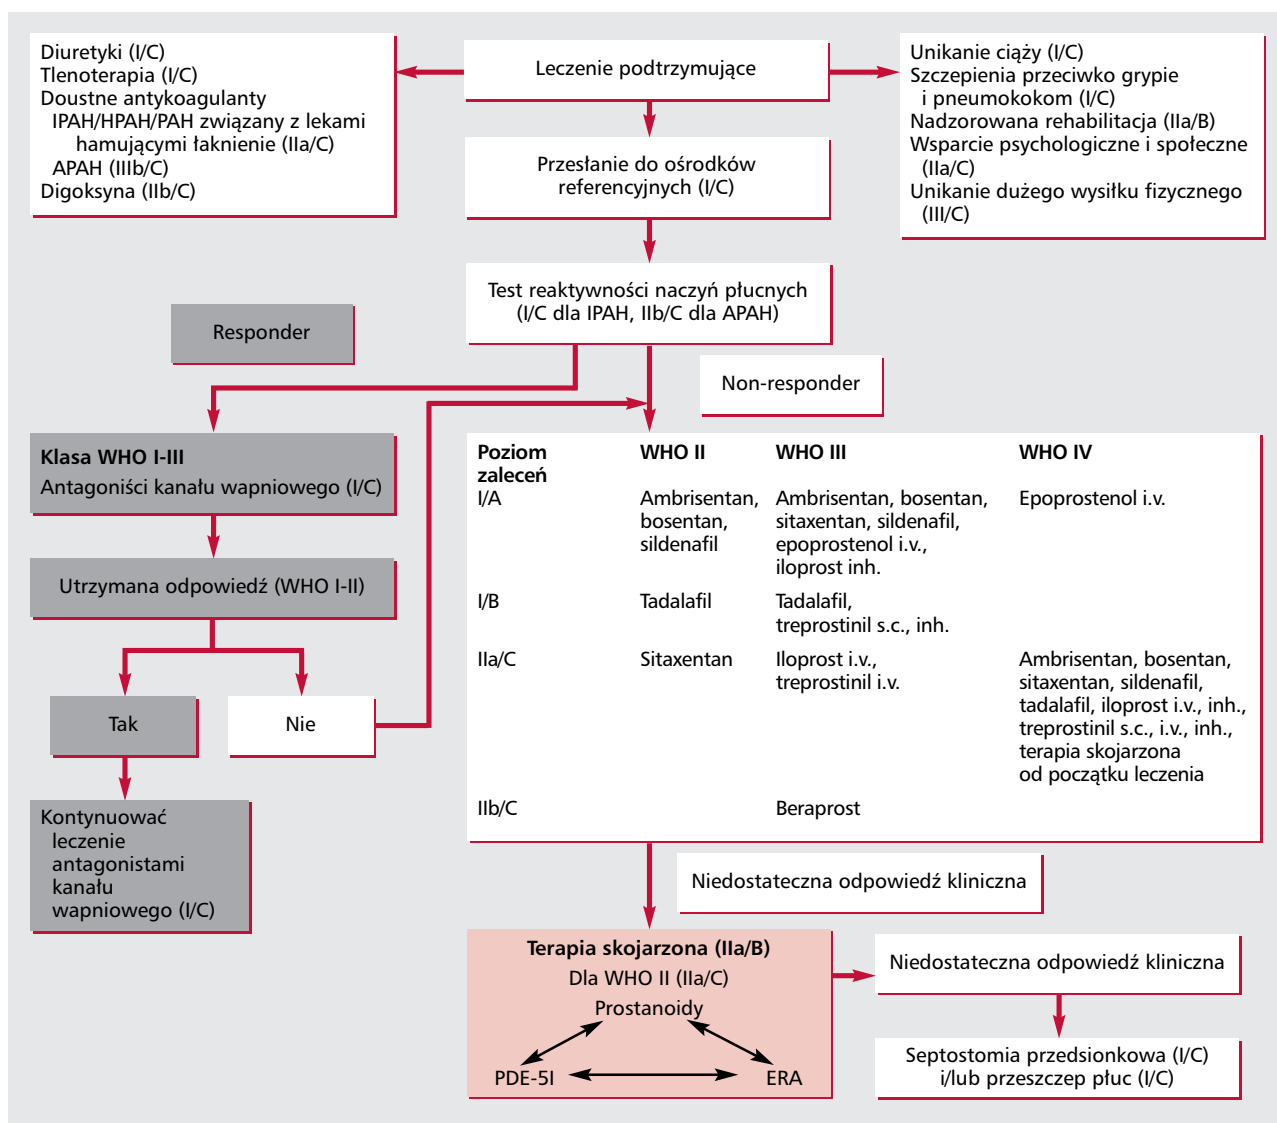 Diuretyki (I/C)
Tlenoterapia (I/C)
Doustne antykoagulanty
IPAH/HPAH/PAH związany z lekami
hamującymi łaknienie (IIa/C)
APAH (IIIb/C)
Digoksyna (IIb/C)
Leczenie podtrzymujące
Unikanie ciąży (I/C)
Szczepienia przeciwko grypie
i pneumokokom (I/C)
Nadzorowana rehabilitacja (IIa/B)
Wsparcie psychologiczne i społeczne
(IIa/C)
Unikanie dużego wysiłku fizycznego
(III/C)
Przesłanie do ośrodków
referencyjnych (I/C)
Test reaktywności naczyń płucnych
(I/C dla IPAH, IIb/C dla APAH)
Responder
Non-responder
Klasa WHO I-III
Antagoniści kanału wapniowego (I/C)
Utrzymana odpowiedź (WHO I-II)
Tak
Nie
Kontynuować
leczenie
antagonistami
kanału
wapniowego (I/C)
Poziom
zaleceń
WHO II
WHO III
WHO IV
I/A
Ambrisentan,
bosentan,
sildenafil
Ambrisentan, bosentan,
sitaxentan, sildenafil,
epoprostenol i.v.,
iloprost inh.
Epoprostenol i.v.
I/B
Tadalafil
Tadalafil,
treprostinil s.c., inh.
IIa/C
Sitaxentan
Iloprost i.v.,
treprostinil i.v.
Ambrisentan, bosentan,
sitaxentan, sildenafil,
tadalafil, iloprost i.v., inh.,
treprostinil s.c., i.v., inh.,
terapia skojarzona
od początku leczenia
IIb/C
Beraprost
Niedostateczna odpowiedź kliniczna
Terapia skojarzona (IIa/B)
Dla WHO II (IIa/C)
Prostanoidy
PDE-5I
ERA
Niedostateczna odpowiedź kliniczna
Septostomia przedsionkowa (I/C)
i/lub przeszczep płuc (I/C)